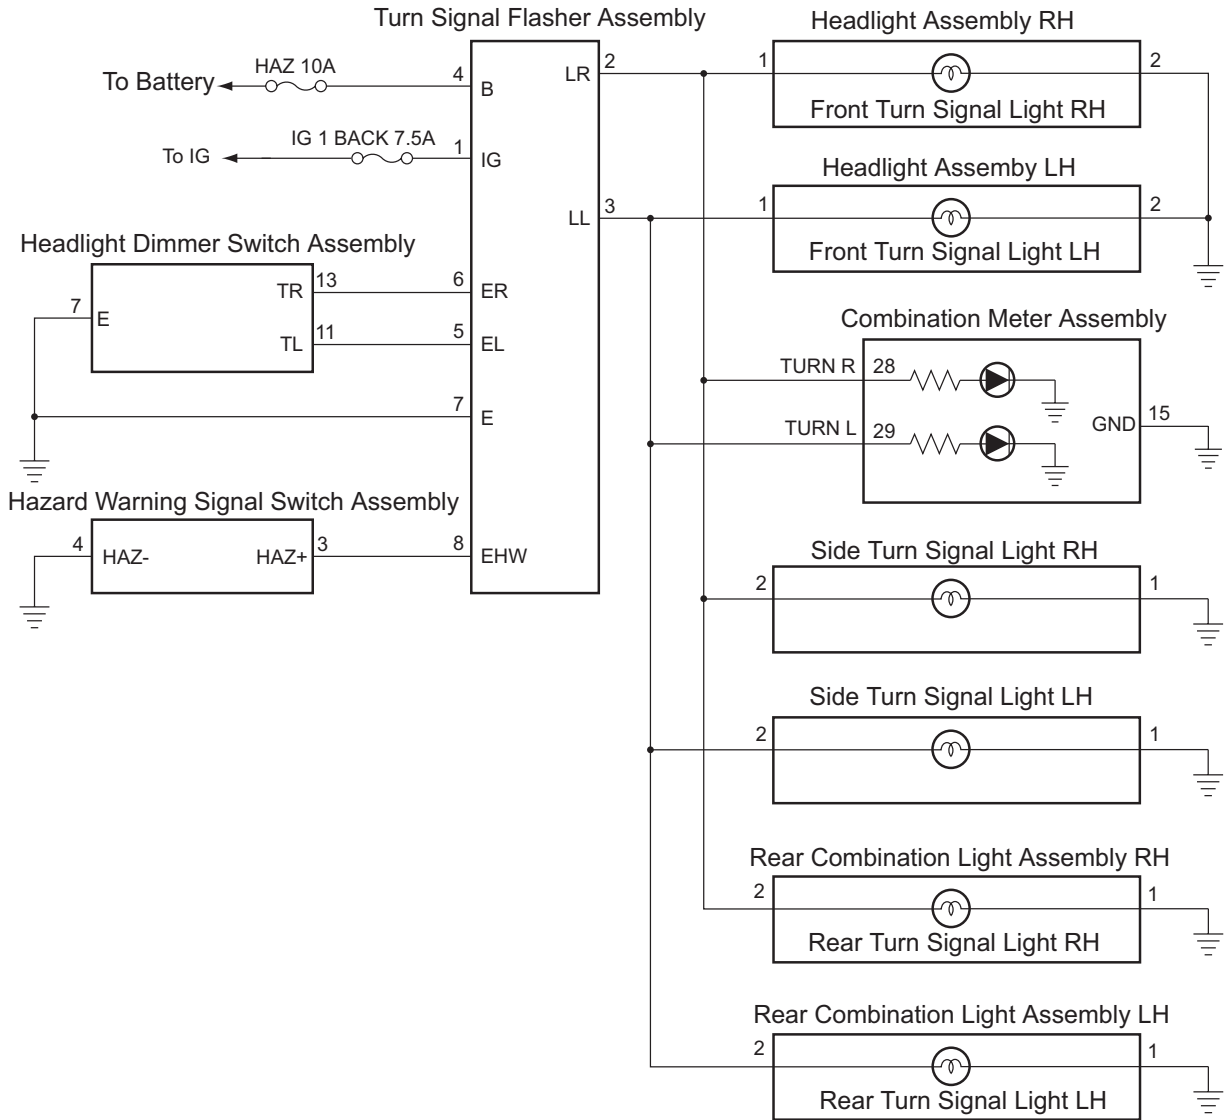 Turn Signal Flasher Assembly
To Battery
HAZ 10A
4
B
To IG
IG 1 BACK 7.5A
1
IG
Headlight Dimmer Switch Assembly
7
E
TR
13
6
ER
TL
11
5
EL
7
E
Hazard Warning Signal Switch Assembly
4
HAZ-
HAZ+
3
8
EHW
LR
2
LL
3
Headlight Assembly RH
1
2
Front Turn Signal Light RH
Headlight Assemby LH
1
2
Front Turn Signal Light LH
Combination Meter Assembly
TURN R
28
TURN L
29
GND
15
Side Turn Signal Light RH
2
1
Side Turn Signal Light LH
2
1
Rear Combination Light Assembly RH
2
1
Rear Turn Signal Light RH
Rear Combination Light Assembly LH
2
1
Rear Turn Signal Light LH